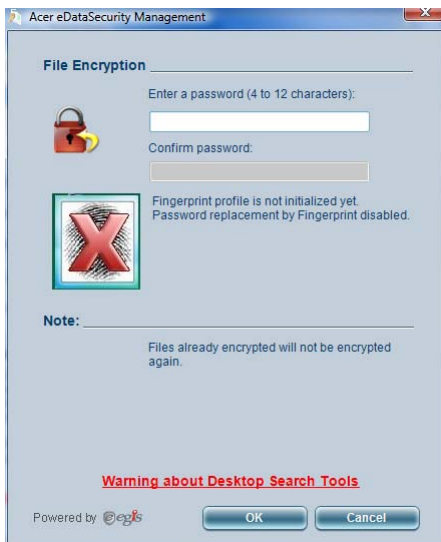 Acer eDataSecurity Management
File Encryption
Enter a password (4 to 12 characters):
Confirm password:
Fingerprint profile is not initialized yet.
Password replacement by Fingerprint disabled.
Note:
Files already encrypted will not be encrypted
again.
Warning about Desktop Search Tools
Powered by egis
OK
Cancel